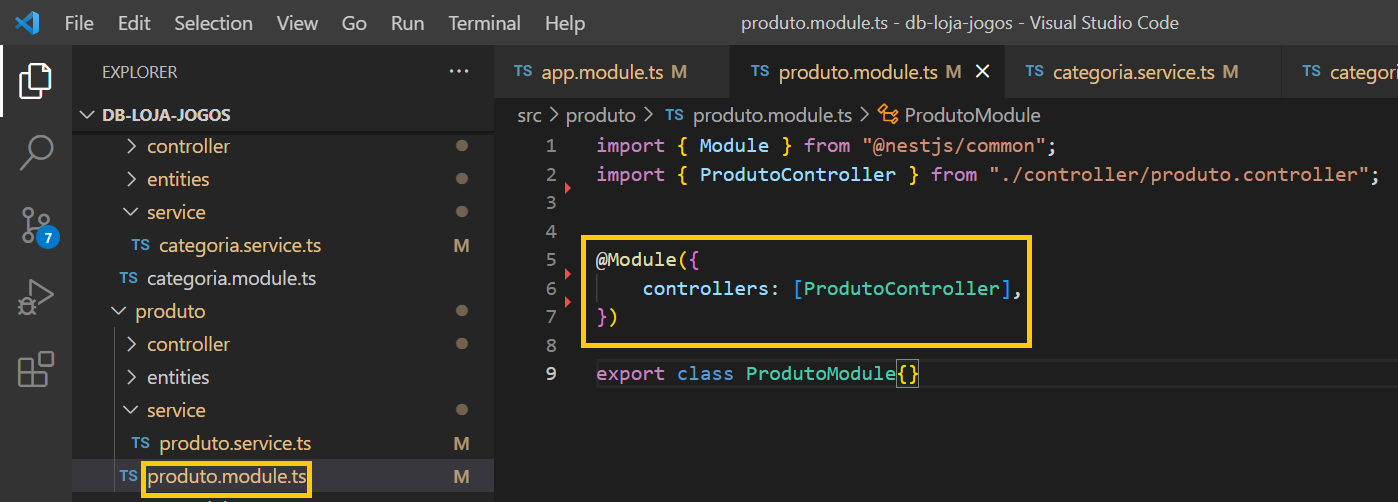 File Edit Selection View Go Run Terminal Help produto.module.ts - db-loja-jogos - Visual Studio Code
EXPLORER ···
DB-LOJA-JOGOS
controller
entities
service
TS categoria.service.ts M
TS categoria.module.ts
produto
controller
entities
service
TS produto.service.ts M
TS produto.module.ts M
7
TS app.module.ts M TS produto.module.ts M TS categoria.service.ts M TS categori
src > produto > TS produto.module.ts > ProdutoModule
1 import { Module } from "@nestjs/common";
2 import { ProdutoController } from "./controller/produto.controller";
3
4
5 @Module({
6 controllers: [ProdutoController],
7 })
8
9 export class ProdutoModule{}